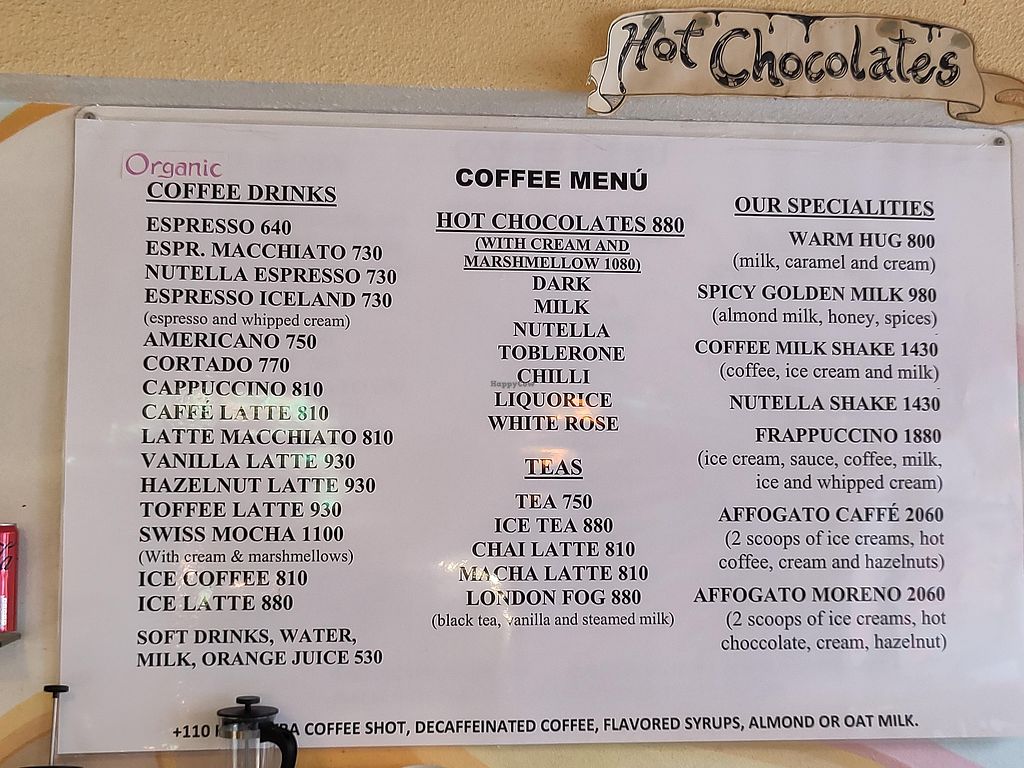 Hot Chocolates
Organic
COFFEE DRINKS
ESPRESSO 640
ESPR. MACCHIATO 730
NUTELLA ESPRESSO 730
ESPRESSO ICELAND 730
(espresso and whipped cream)
AMERICANO 750
CORTADO 770
CAPPUCCINO 810
CAFFÉ LATTE 810
LATTE MACCHIATO 810
VANILLA LATTE 930
HAZELNUT LATTE 930
TOFFEE LATTE 930
SWISS MOCHA 1100
(With cream & marshmellows)
ICE COFFEE 810
ICE LATTE 880
SOFT DRINKS, WATER,
MILK, ORANGE JUICE 530
COFFEE MENÚ
HOT CHOCOLATES 880
(WITH CREAM AND
MARSHMELLOW 1080)
DARK
MILK
NUTELLA
TOBLERONE
CHILLI
HappyCow
LIQUORICE
WHITE ROSE
TEAS
TEA 750
ICE TEA 880
CHAI LATTE 810
MACHA LATTE 810
LONDON FOG 880
(black tea, vanilla and steamed milk)
OUR SPECIALITIES
WARM HUG 800
(milk, caramel and cream)
SPICY GOLDEN MILK 980
(almond milk, honey, spices)
COFFEE MILK SHAKE 1430
(coffee, ice cream and milk)
NUTELLA SHAKE 1430
FRAPPUCCINO 1880
(ice cream, sauce, coffee, milk,
ice and whipped cream)
AFFOGATO CAFFÉ 2060
(2 scoops of ice creams, hot
coffee, cream and hazelnuts)
AFFOGATO MORENO 2060
(2 scoops of ice creams, hot
choccolate, cream, hazelnut)
+110 COFFEE SHOT, DECAFFEINATED COFFEE, FLAVORED SYRUPS, ALMOND OR OAT MILK.